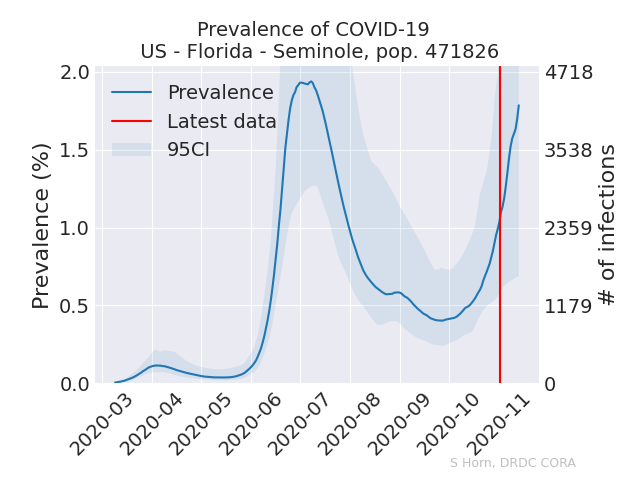 Prevalence of COVID-19
US - Florida - Seminole, pop. 471826
Prevalence
Latest data
95CI
Prevalence (%)
2.0
1.5
1.0
0.5
0.0
4718
3538
2359
1179
0
# of infections
2020-03
2020-04
2020-05
2020-06
2020-07
2020-08
2020-09
2020-10
2020-11
S Horn, DRDC CORA